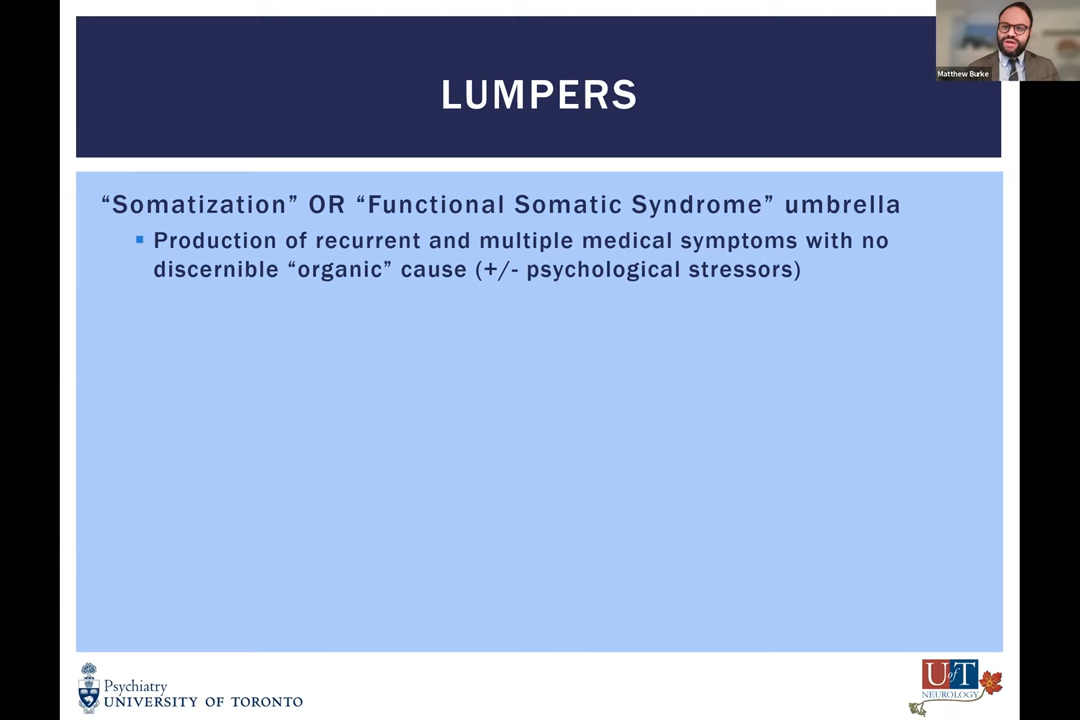 Matthew Burke
LUMPERS
“Somatization” OR “Functional Somatic Syndrome” umbrella
Production of recurrent and multiple medical symptoms with no
discernible “organic” cause (+/- psychological stressors)
Psychiatry
UNIVERSITY OF TORONTO
UofT
NEUROLOGY